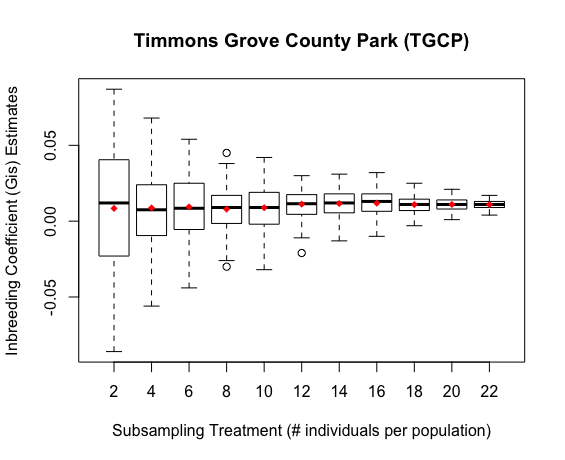 Timmons Grove County Park (TGCP)
Inbreeding Coefficient (Gis) Estimates
0.05
0.00
-0.05
2 4 6 8 10 12 14 16 18 20 22
Subsampling Treatment (# individuals per population)